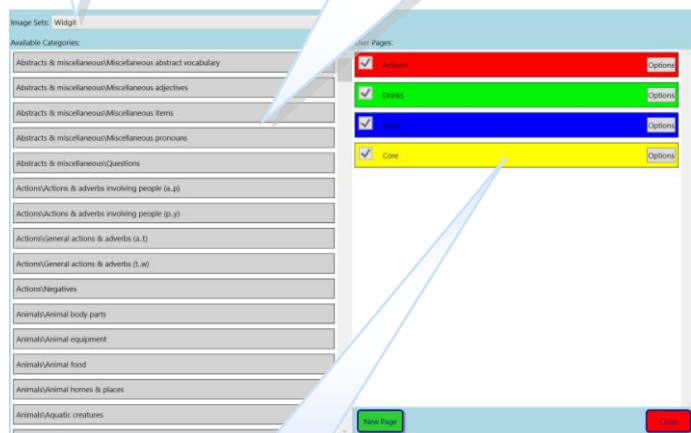 Image Sets: Widgit
Available Categories:
Pages:
Abstracts & miscellaneous\Miscellaneous abstract vocabulary
Actions
Options
Abstracts & miscellaneous\Miscellaneous adjectives
Drinks
Options
Abstracts & miscellaneous\Miscellaneous items
Options
Abstracts & miscellaneous\Miscellaneous pronouns
Core
Options
Abstracts & miscellaneous\Questions
Actions\Actions & adverbs involving people (a..p)
Actions\Actions & adverbs involving people (p..y)
Actions\General actions & adverbs (a..t)
Actions\General actions & adverbs (t..w)
Actions\Negatives
Animals\Animal body parts
Animals\Animal equipment
Animals\Animal food
Animals\Animal homes & places
Animals\Aquatic creatures
New Page